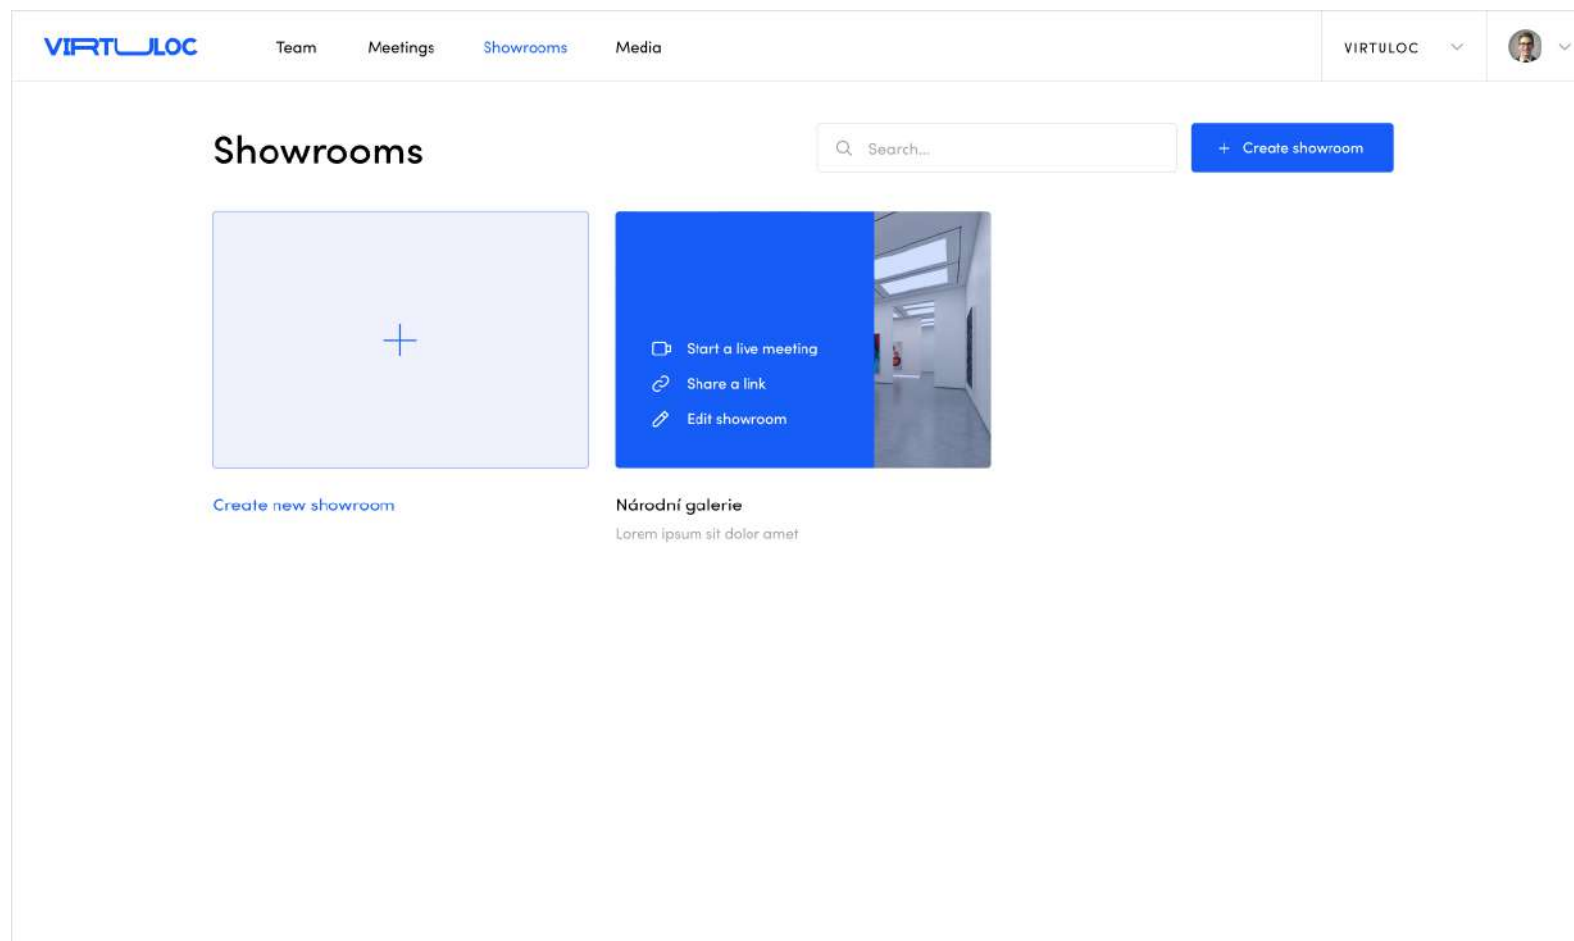 VIRTULOC
Team
Meetings
Showrooms
Media
VIRTULOC
Showrooms
Search...
+ Create showroom
Start a live meeting
Share a link
Edit showroom
Create new showroom
Národní galerie
Lorem ipsum sit dolor amet